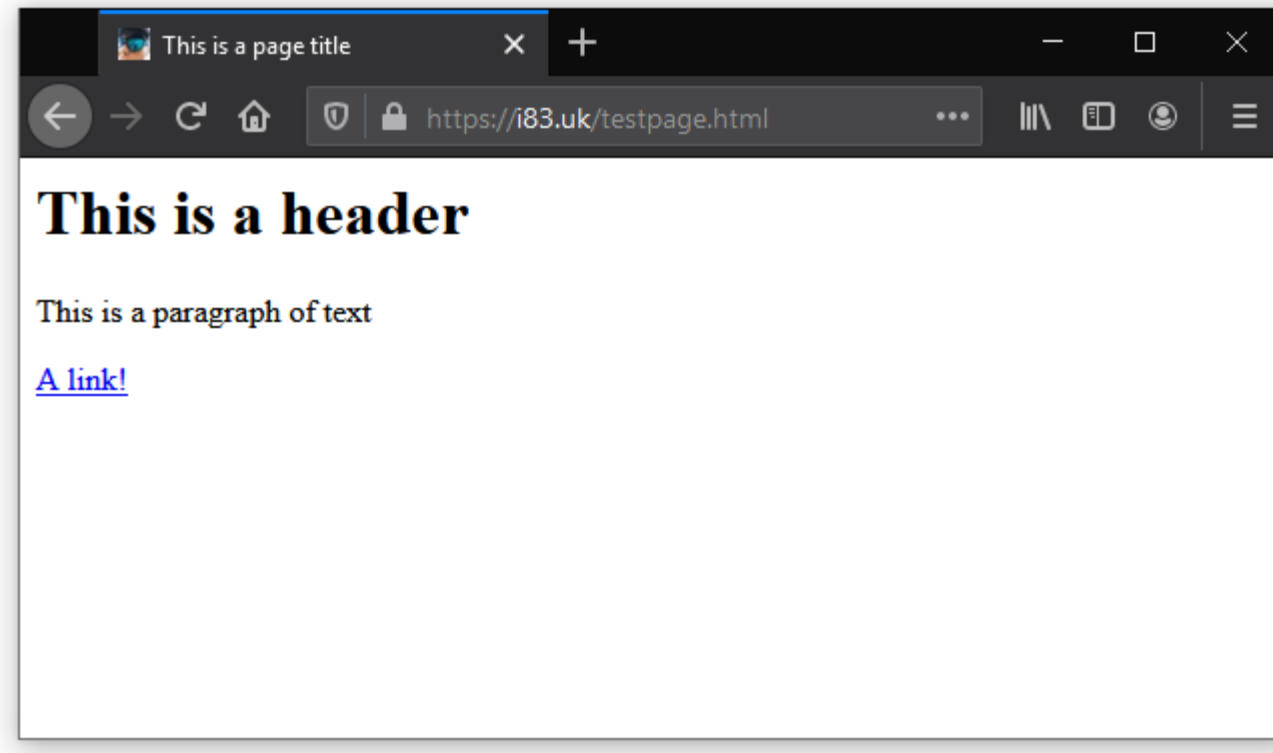 This is a page title
https://i83.uk/testpage.html
This is a header
This is a paragraph of text
A link!